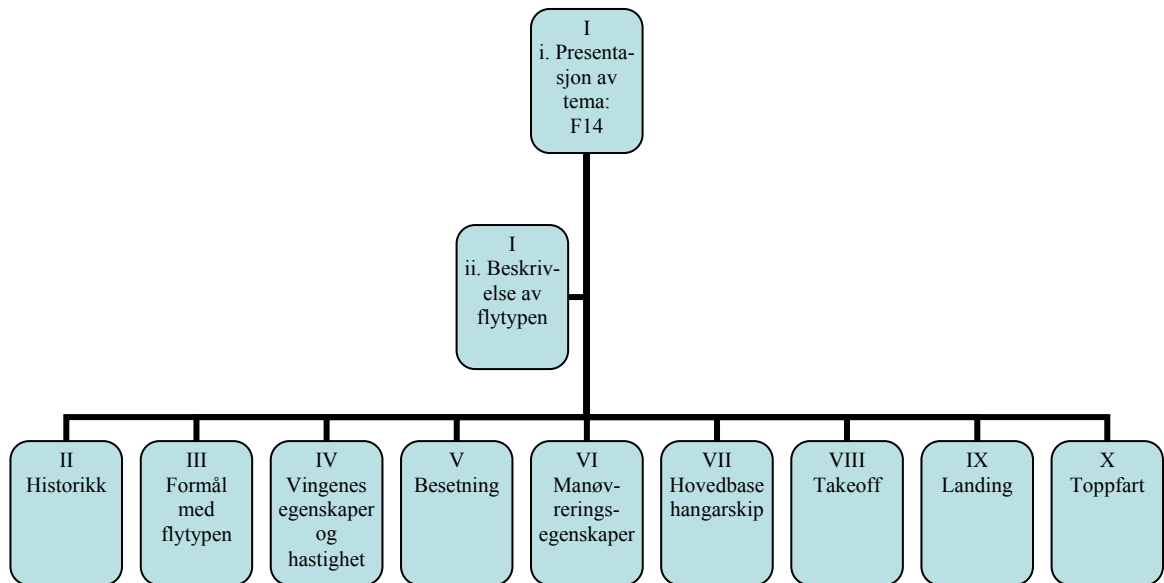 I
i. Presenta-
sjon av
tema:
F14
I
ii. Beskriv-
else av
flytypen
II
Historikk
III
Formål
med
flytypen
IV
Vingenes
egenskaper
og
hastighet
V
Besetning
VI
Manøv-
rerings-
egenskaper
VII
Hovedbase
hangarskip
VIII
Takeoff
IX
Landing
X
Toppfart